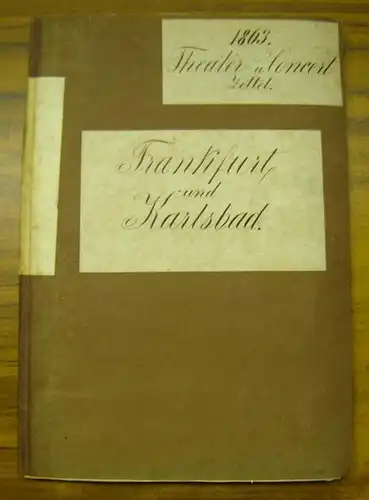 1863.
Theater u Concert
Zettel.
Frankfurt
und
Karlsbad.